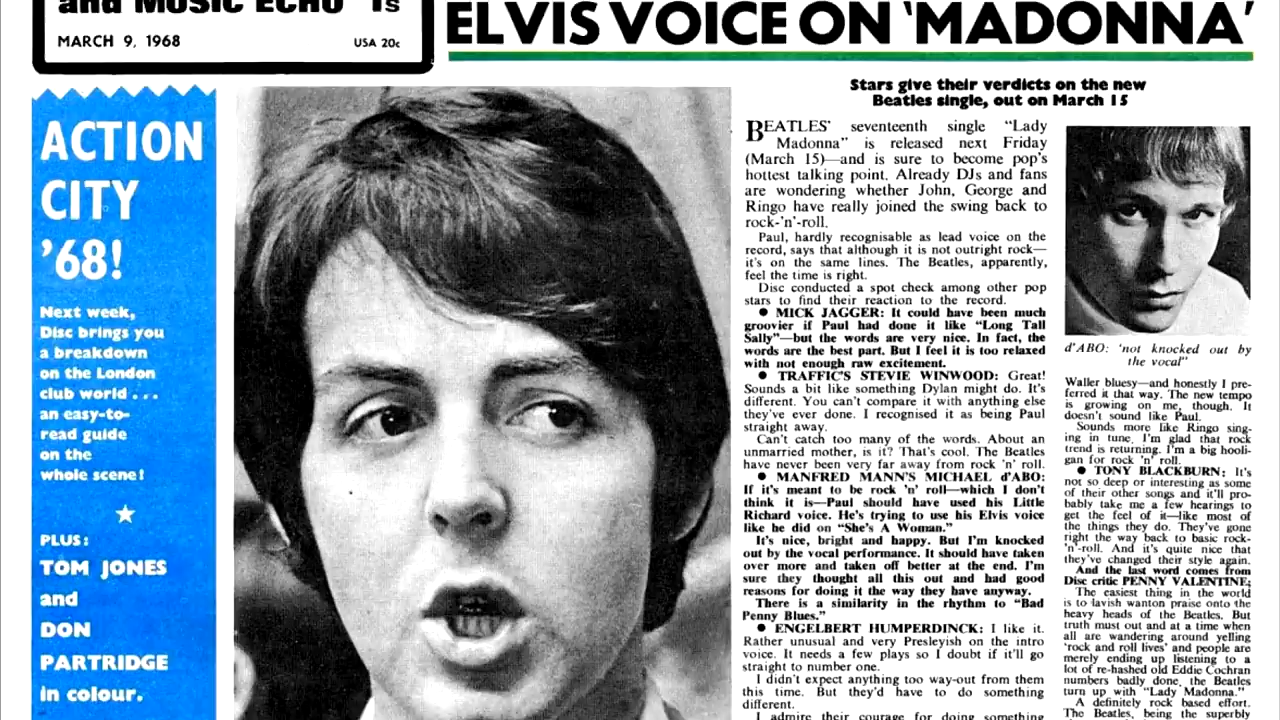 and MUSIC ECHO 1s
MARCH 9, 1968 USA 20c
ELVIS VOICE ON 'MADONNA'
ACTION
CITY
'68!
Next week,
Disc brings you
a breakdown
on the London
club world . . .
an easy-to-
read guide
on the
whole scene!
PLUS:
TOM JONES
and
DON
PARTRIDGE
in colour.
Stars give their verdicts on the new
Beatles single, out on March 15
BEATLES' seventeenth single "Lady
Madonna" is released next Friday
(March 15)—and is sure to become pop's
hottest talking point. Already DJs and fans
are wondering whether John, George and
Ringo have really joined the swing back to
rock-'n'-roll.
Paul, hardly recognisable as lead voice on the
record, says that although it is not outright rock—
it's on the same lines. The Beatles, apparently,
feel the time is right.
Disc conducted a spot check among other pop
stars to find their reaction to the record.
● MICK JAGGER: It could have been much
groovier if Paul had done it like "Long Tall
Sally"—but the words are very nice. In fact, the
words are the best part. But I feel it is too relaxed
with not enough raw excitement.
● TRAFFIC'S STEVIE WINWOOD: Great!
Sounds a bit like something Dylan might do. It's
different. You can't compare it with anything else
they've ever done. I recognised it as being Paul
straight away.
Can't catch too many of the words. About an
unmarried mother, is it? That's cool. The Beatles
have never been very far away from rock 'n' roll.
● MANFRED MANN'S MICHAEL d'ABO:
If it's meant to be rock 'n' roll—which I don't
think it is—Paul should have used his Little
Richard voice. He's trying to use his Elvis voice
like he did on "She's A Woman."
It's nice, bright and happy. But I'm knocked
out by the vocal performance. It should have taken
over more and taken off better at the end. I'm
sure they thought all this out and had good
reasons for doing it the way they have anyway.
There is a similarity in the rhythm to "Bad
Penny Blues."
● ENGELBERT HUMPERDINCK: I like it.
Rather unusual and very Presleyish on the intro
voice. It needs a few plays so I doubt if it'll go
straight to number one.
I didn't expect anything too way-out from them
this time. But they'd have to do something
different.
I admire their courage for doing something
d'ABO: 'not knocked out by
the vocal"
Waller bluesy—and honestly I pre-
ferred it that way. The new tempo
is growing on me, though. It
doesn't sound like Paul.
Sounds more like Ringo sing-
ing in tune. I'm glad that rock
trend is returning. I'm a big hooli-
gan for rock 'n' roll.
● TONY BLACKBURN: It's
not so deep or interesting as some
of their other songs and it'll pro-
bably take me a few hearings to
get the feel of it—like most of
the things they do. They've gone
right the way back to basic rock-
'n'-roll. And it's quite nice that
they've changed their style again.
And the last word comes from
Disc critic PENNY VALENTINE:
The easiest thing in the world
is to lavish wanton praise onto the
heavy heads of the Beatles. But
truth must out and at a time when
all are wandering around yelling
'rock and roll lives' and people are
merely ending up listening to a
lot of re-hashed old Eddie Cochran
numbers badly done, the Beatles
turn up with "Lady Madonna."
A definitely rock based effort.
The Beatles, being the superbly